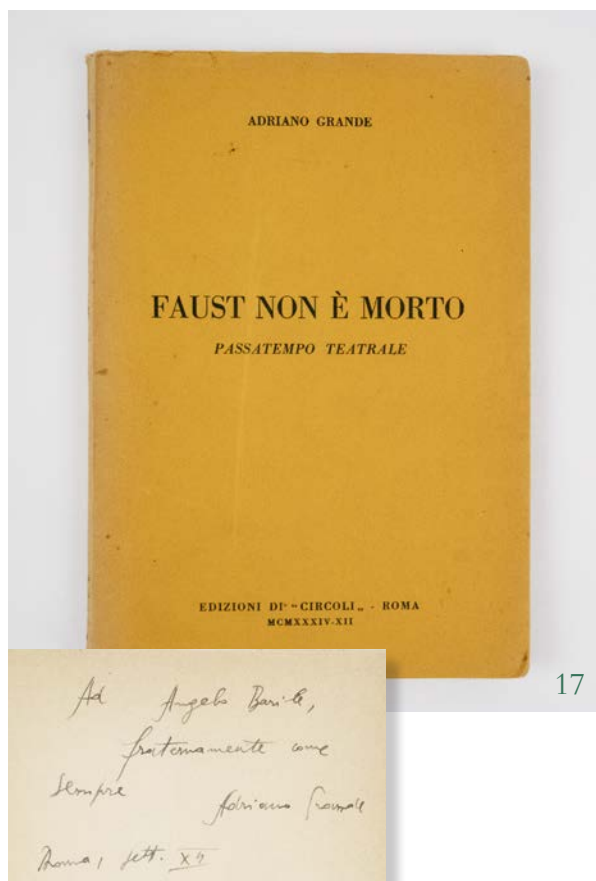 ADRIANO GRANDE
FAUST NON È MORTO
PASSATEMPO TEATRALE
EDIZIONI DI “CIRCOLI„ - ROMA
MCMXXXIV-XII
17
Ad Angelo Barile,
fraternamente come
sempre
Adriano Grande
Roma, sett.